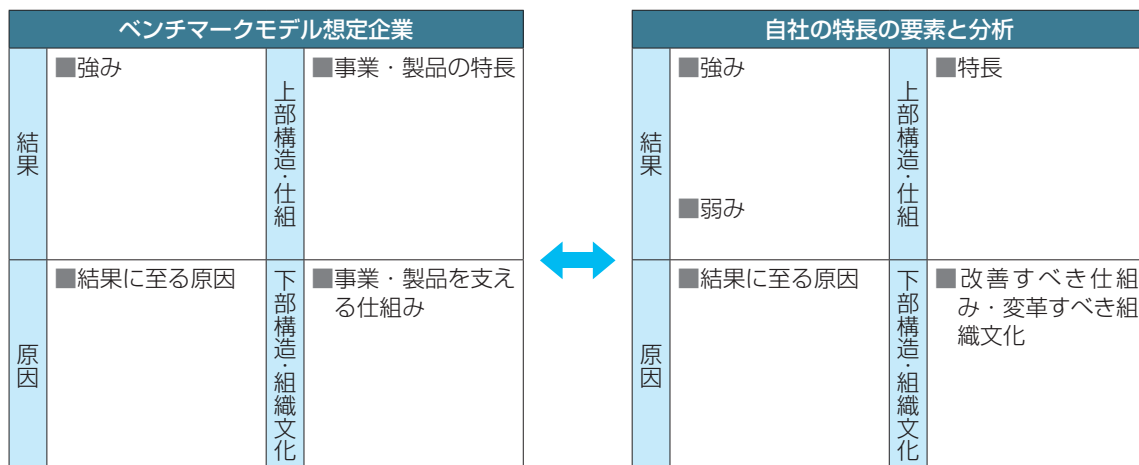 ベンチマークモデル想定企業
結果
■強み
上部構造・仕組
■事業・製品の特長
原因
■結果に至る原因
下部構造・組織文化
■事業・製品を支え
る仕組み
自社の特長の要素と分析
結果
■強み
■弱み
上部構造・仕組
■特長
原因
■結果に至る原因
下部構造・組織文化
■改善すべき仕組
み・変革すべき組
織文化